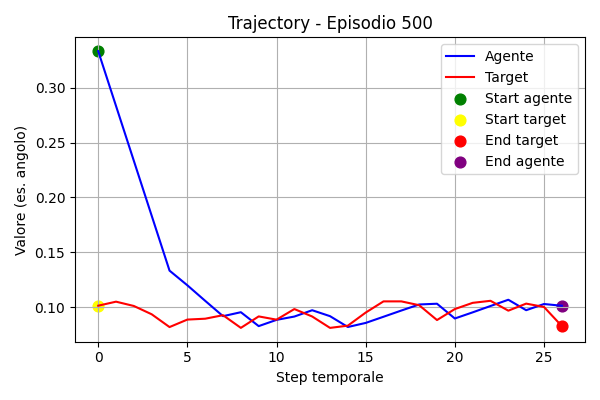 Trajectory - Episodio 500
Valore (es. angolo)
0.30
0.25
0.20
0.15
0.10
Agente
Target
Start agente
Start target
End target
End agente
0
5
10
15
20
25
Step temporale